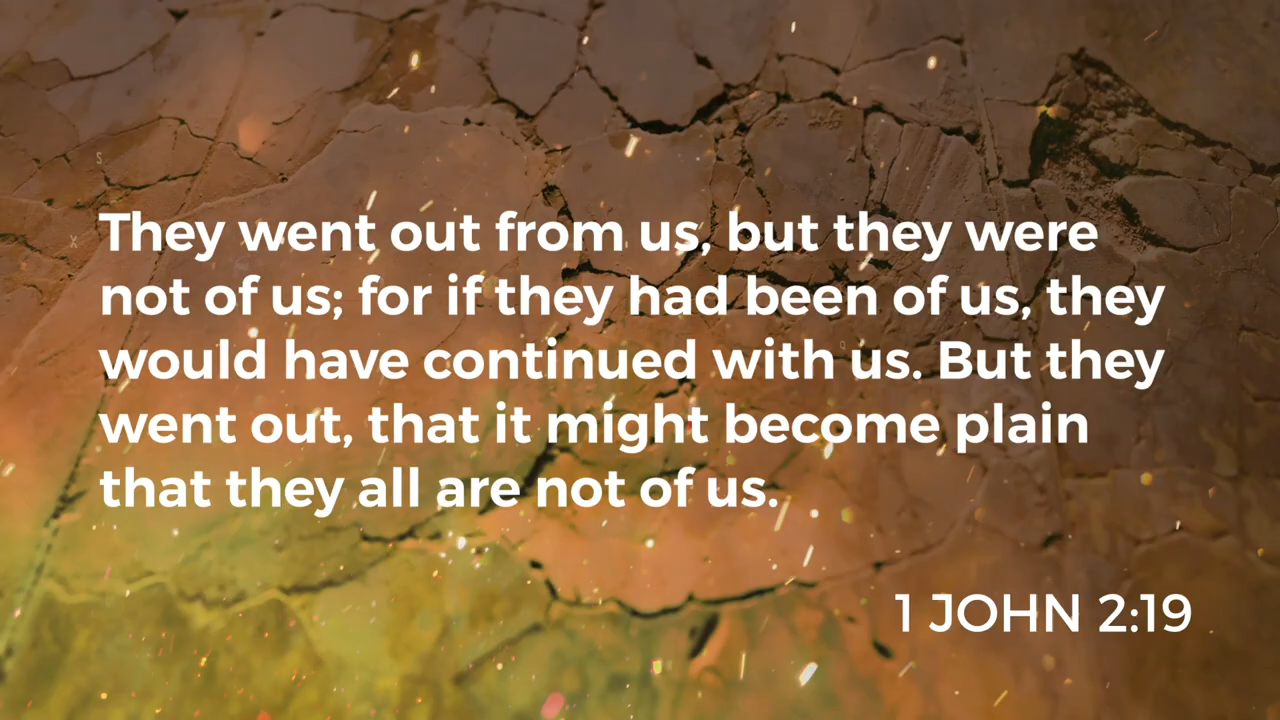 They went out from us, but they were
not of us; for if they had been of us, they
would have continued with us. But they
went out, that it might become plain
that they all are not of us.
1 JOHN 2:19